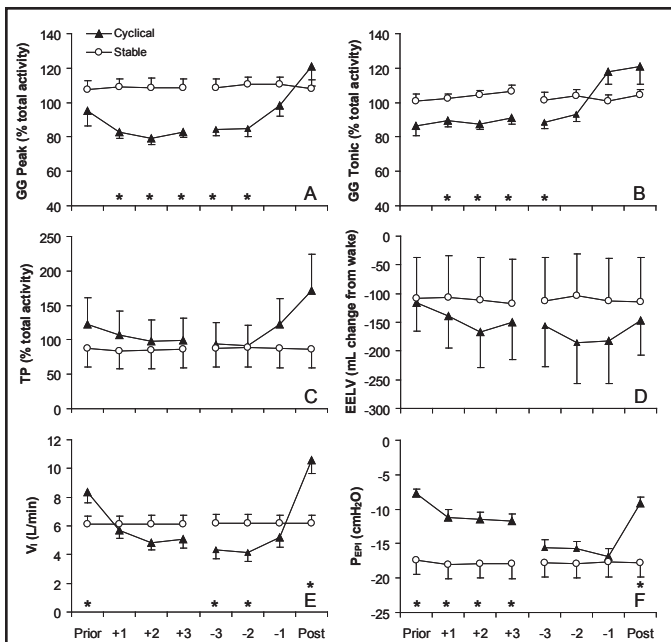 Cyclical
Stable
GG Peak (% total activity)
140
120
100
80
60
40
* * * * *
A
GG Tonic (% total activity)
140
120
100
80
60
40
* * * *
B
TP (% total activity)
250
200
150
100
50
0
C
EELV (mL change from wake)
0
-50
-100
-150
-200
-250
-300
D
VI (L/min)
12
10
8
6
4
2
0
* * * *
E
Prior +1 +2 +3 -3 -2 -1 Post
PEPI (cmH2O)
0
-5
-10
-15
-20
-25
* * * * *
F
Prior +1 +2 +3 -3 -2 -1 Post